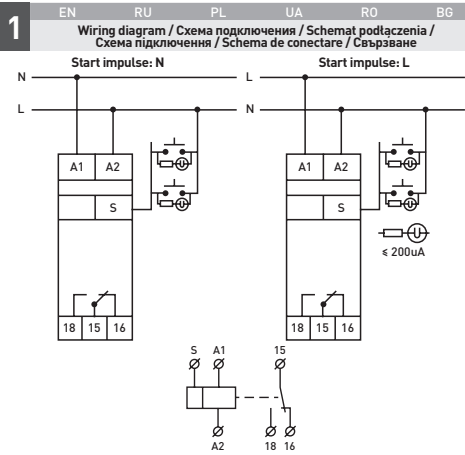 1
EN RU PL UA RO BG
Wiring diagram / Схема подключения / Schemat podłączenia /
Схема підключення / Schema de conectare / Свързване
Start impulse: N
Start impulse: L
N
L
L
N
A1 A2
S
18 15 16
A1 A2
S
≤ 200uA
18 15 16
S A1 15
A2 18 16